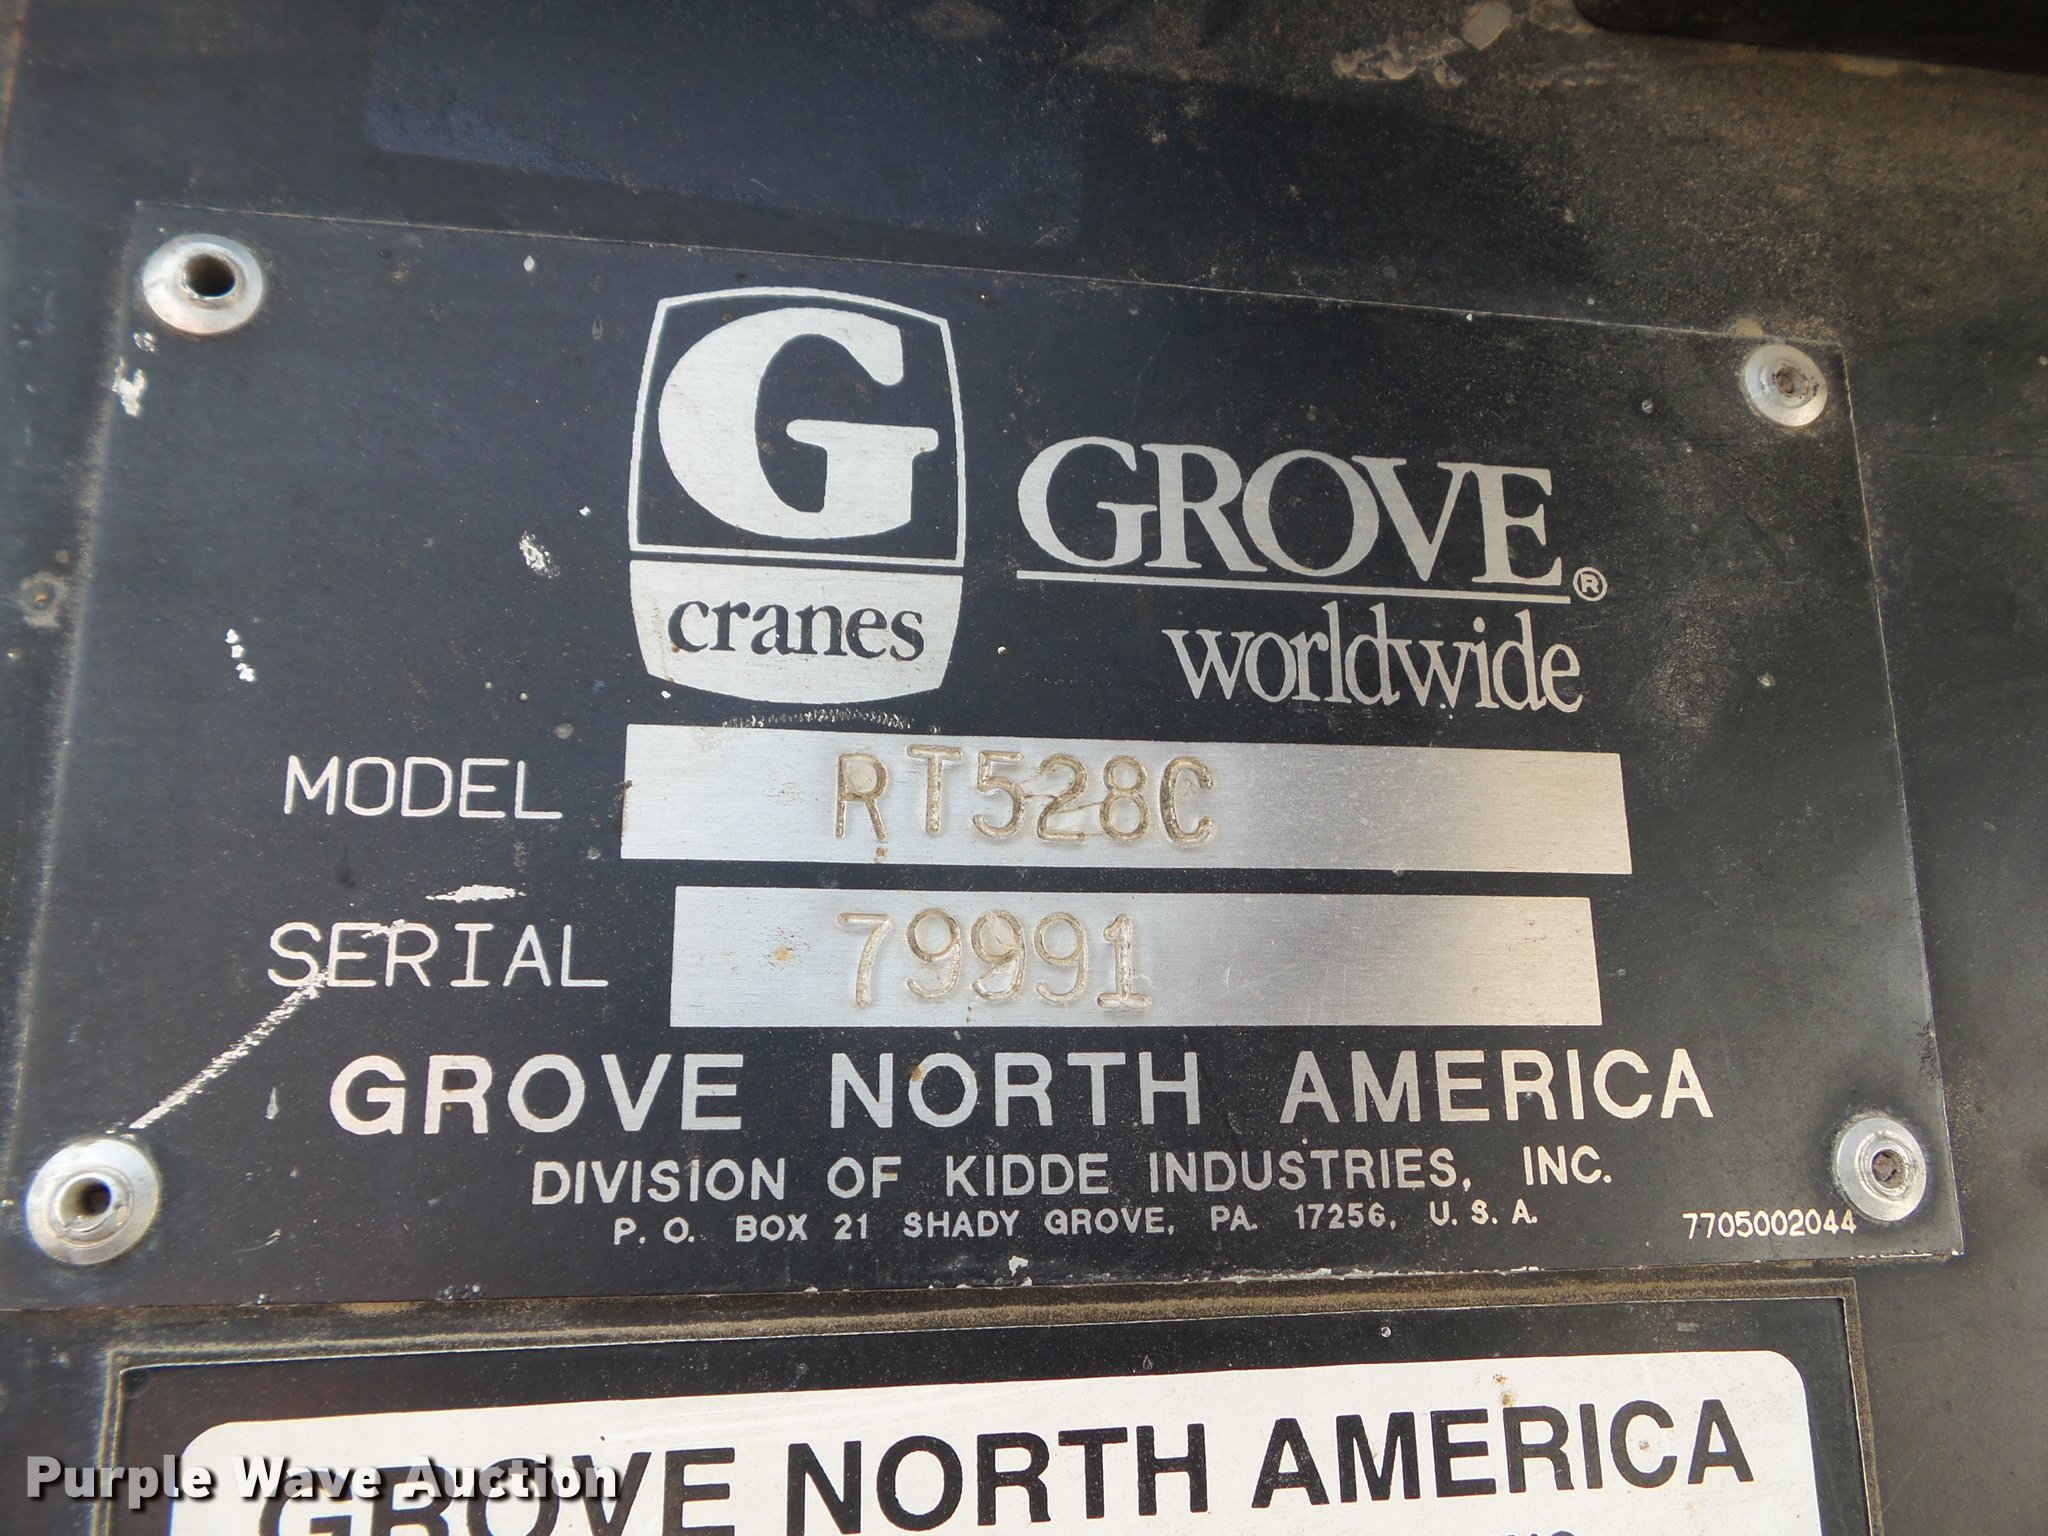 G
cranes
GROVE®
worldwide
MODEL RT528C
SERIAL 79991
GROVE NORTH AMERICA
DIVISION OF KIDDE INDUSTRIES, INC.
P. O. BOX 21 SHADY GROVE, PA. 17256, U. S. A.
7705002044
GROVE NORTH AMERICA
Purple Wave Auction